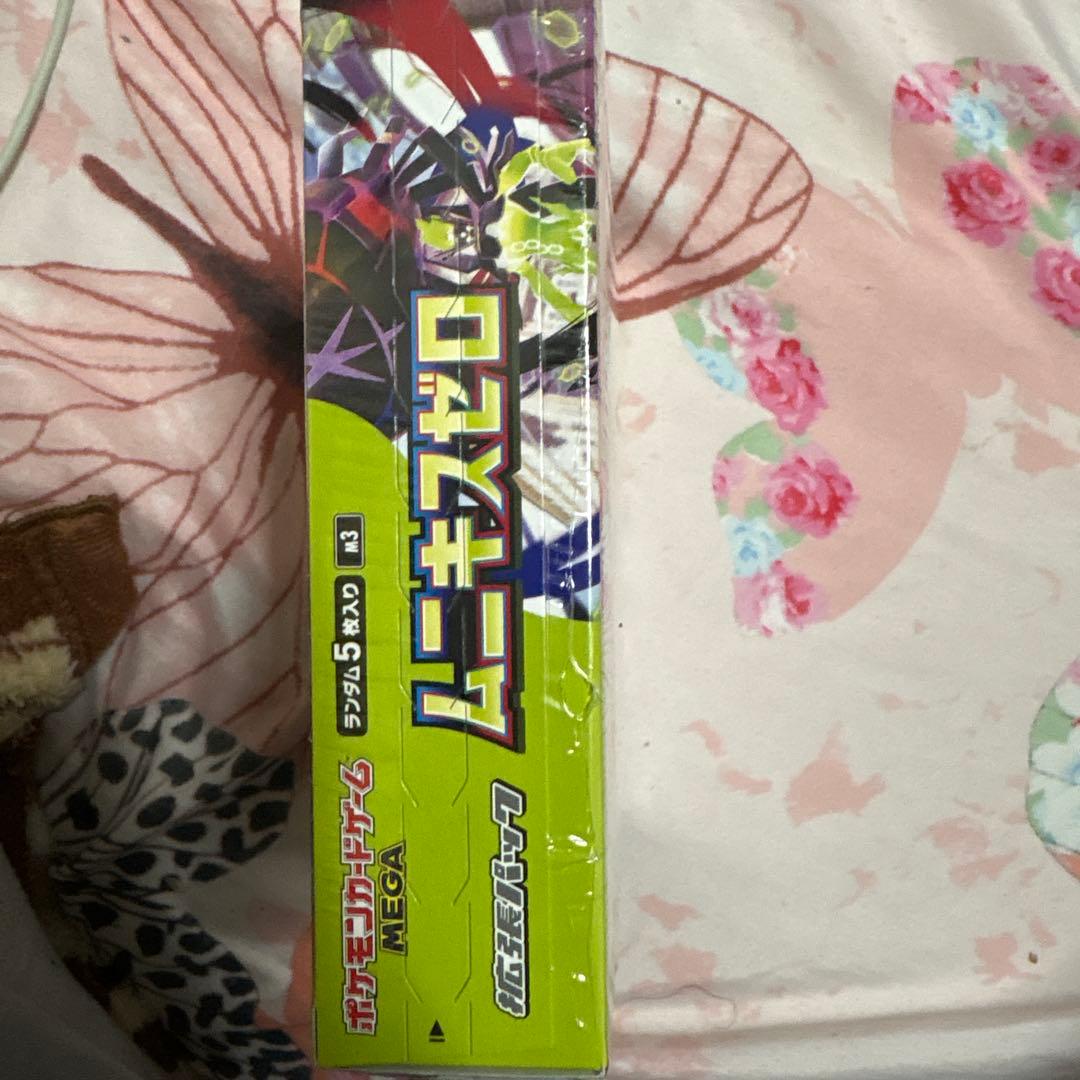 ポケモンカードゲーム
MEGA
ランダム5枚入り
M3
ムニキスゼロ
拡張パック